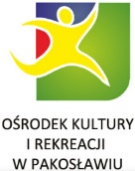 OŚRODEK KULTURY
I REKREACJI
W PAKOSŁAWIU